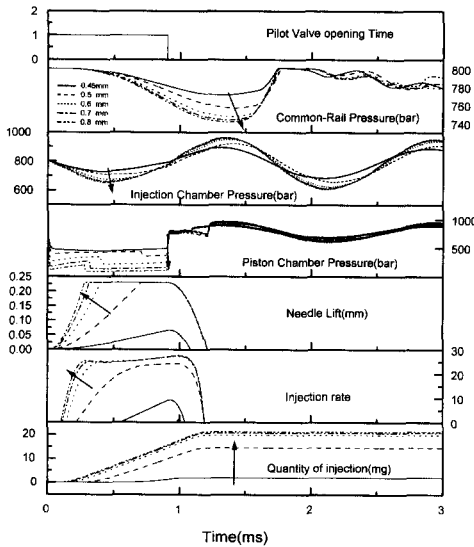 2
1
0
Pilot Valve opening Time
0.45mm
0.5 mm
0.6 mm
0.7 mm
0.8 mm
800
780
760
740
Common-Rail Pressure(bar)
1000
800
600
Injection Chamber Pressure(bar)
1000
500
Piston Chamber Pressure(bar)
0.25
0.20
0.15
0.10
0.05
0.00
Needle Lift(mm)
30
20
10
0
Injection rate
20
10
0
Quantity of injection(mg)
0 1 2 3
Time(ms)